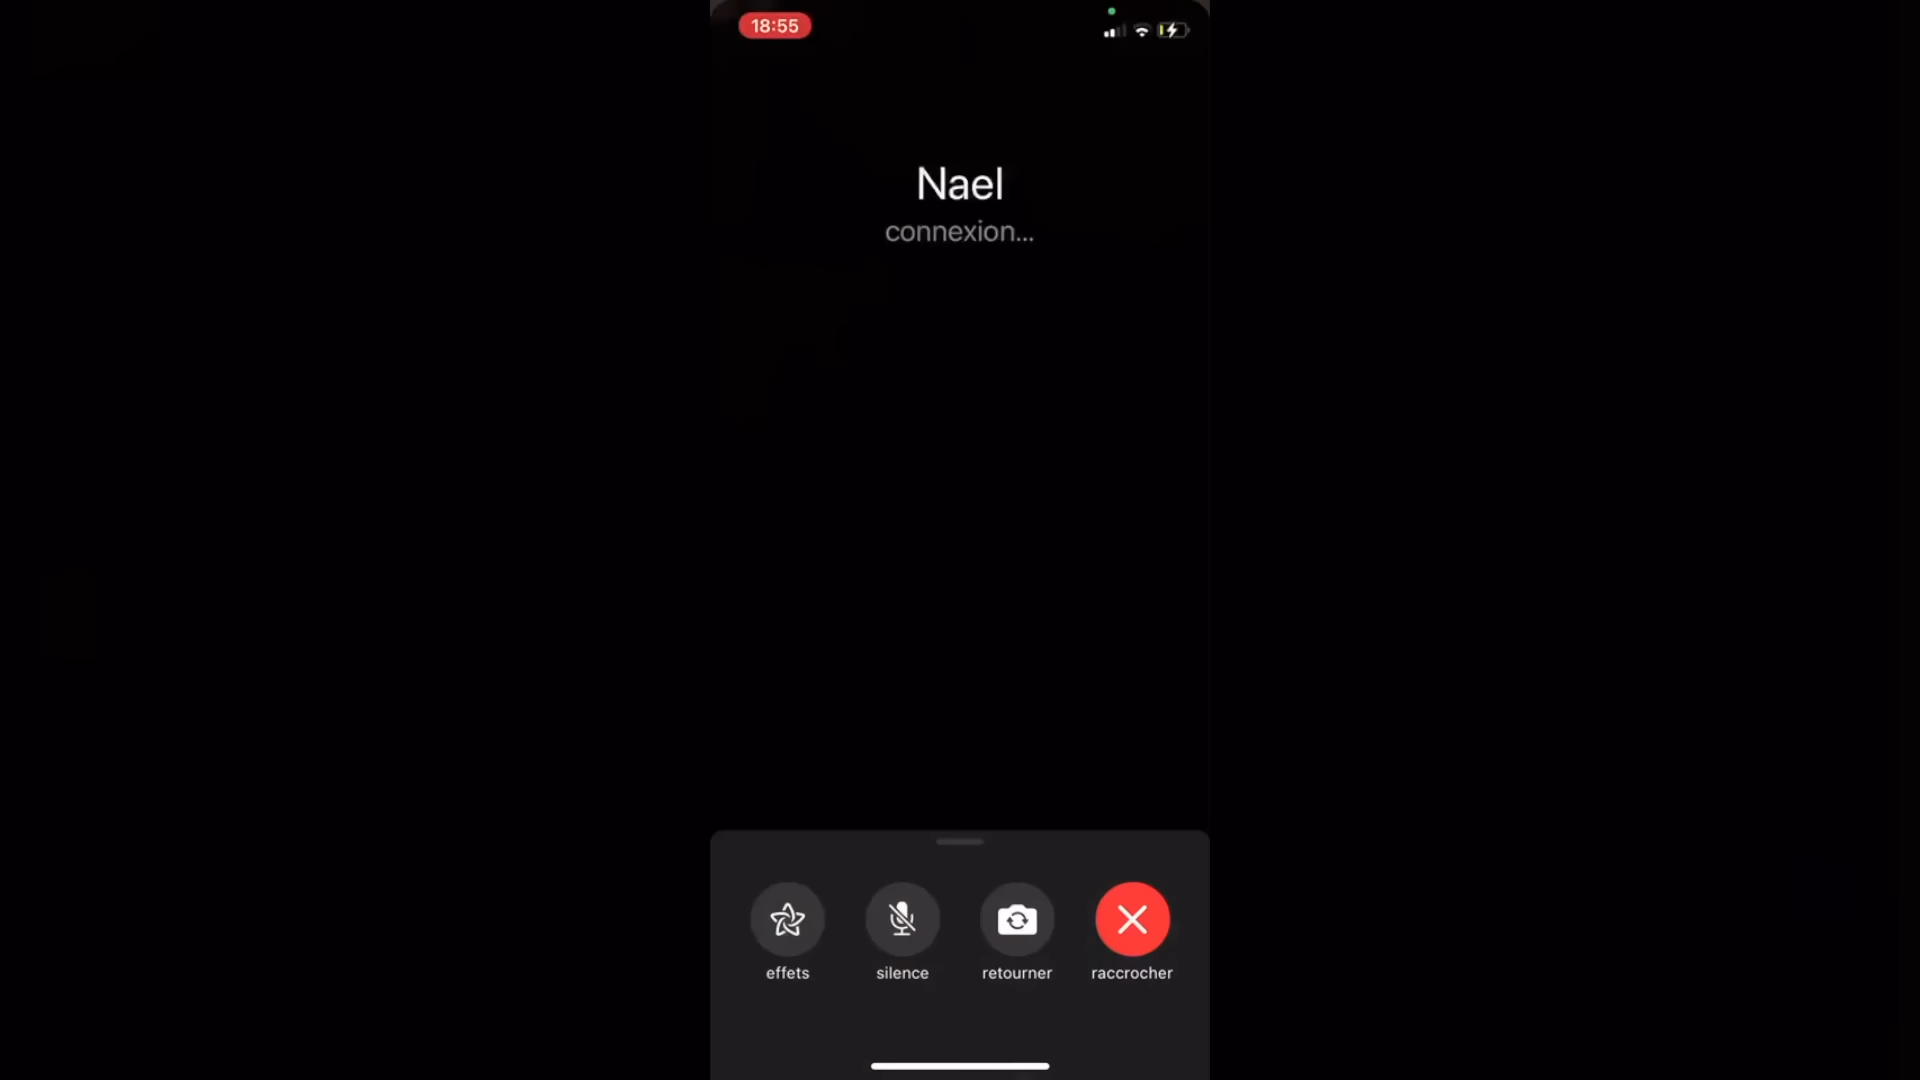 18:55
Nael
connexion...
effets
silence
retourner
raccrocher